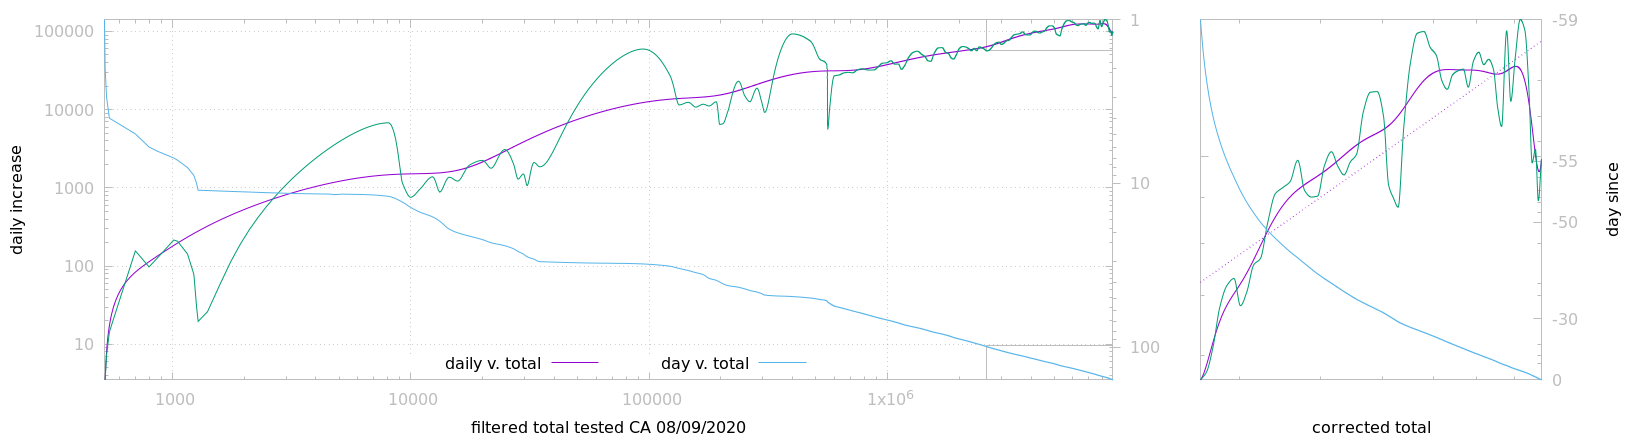 daily increase
100000
10000
1000
100
10
1000
10000
100000
1x10⁶
1
10
100
daily v. total
day v. total
filtered total tested CA 08/09/2020
-59
-55
-50
-30
0
day since
corrected total